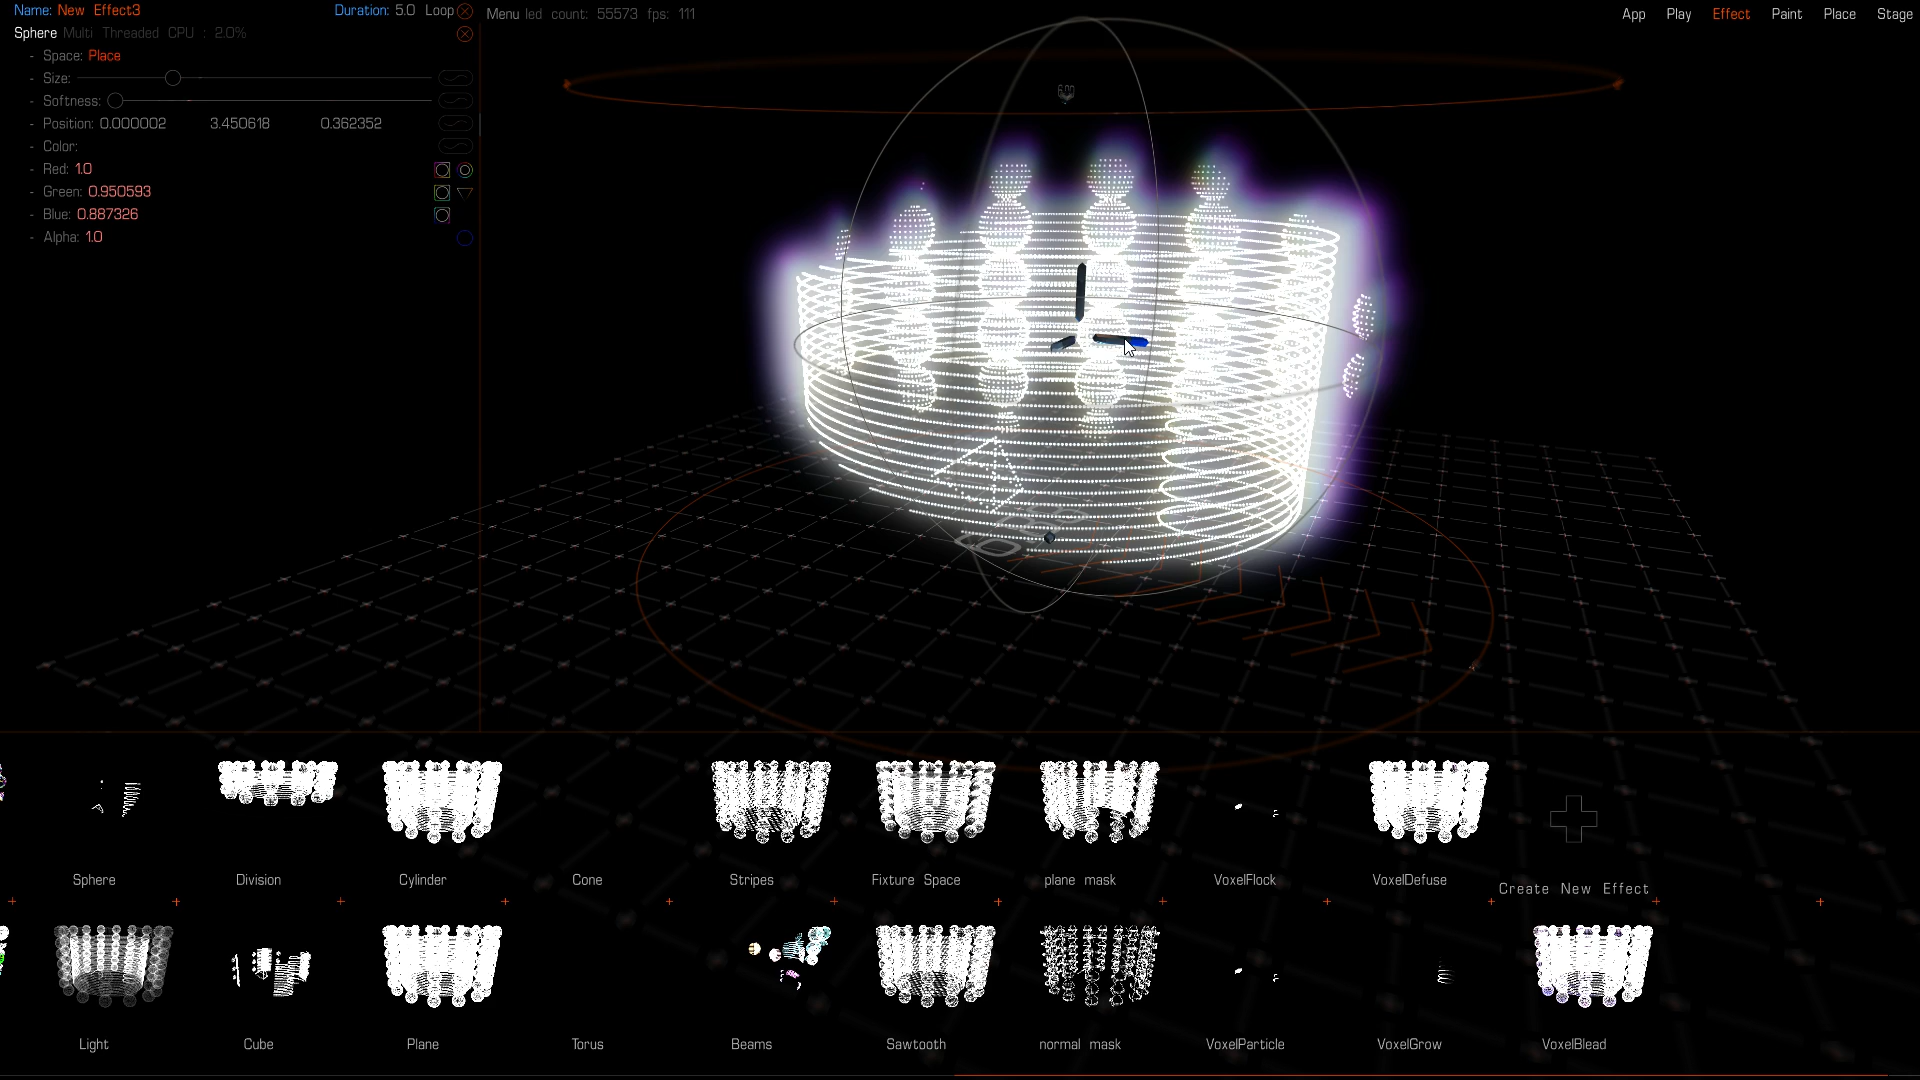 Name: New Effect3 Duration: 5.0 Loop
Menu led count: 55573 fps: 111
App Play Effect Paint Place Stage
Sphere Multi Threaded CPU : 2.0%
- Space: Place
- Size:
- Softness:
- Position: 0.000002 3.450618 0.362352
- Color:
- Red: 1.0
- Green: 0.950593
- Blue: 0.887326
- Alpha: 1.0
Sphere Division Cylinder Cone Stripes Fixture Space plane mask VoxelFlock VoxelDefuse Create New Effect
Light Cube Plane Torus Beams Sawtooth normal mask VoxelParticle VoxelGrow VoxelBlead